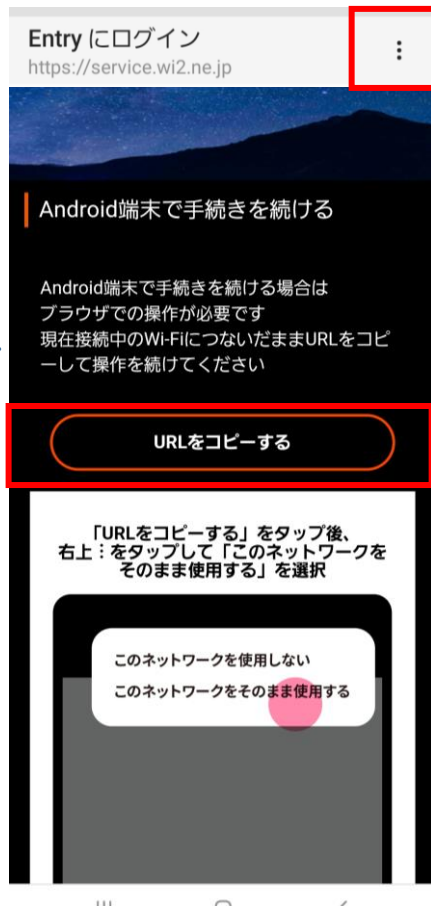 Entry にログイン
https://service.wi2.ne.jp
Android端末で手続きを続ける
Android端末で手続きを続ける場合は
ブラウザでの操作が必要です
現在接続中のWi-FiにつないだままURLをコピ
ーして操作を続けてください
URLをコピーする
「URLをコピーする」をタップ後、
右上︙をタップして「このネットワークを
そのまま使用する」を選択
このネットワークを使用しない
このネットワークをそのまま使用する